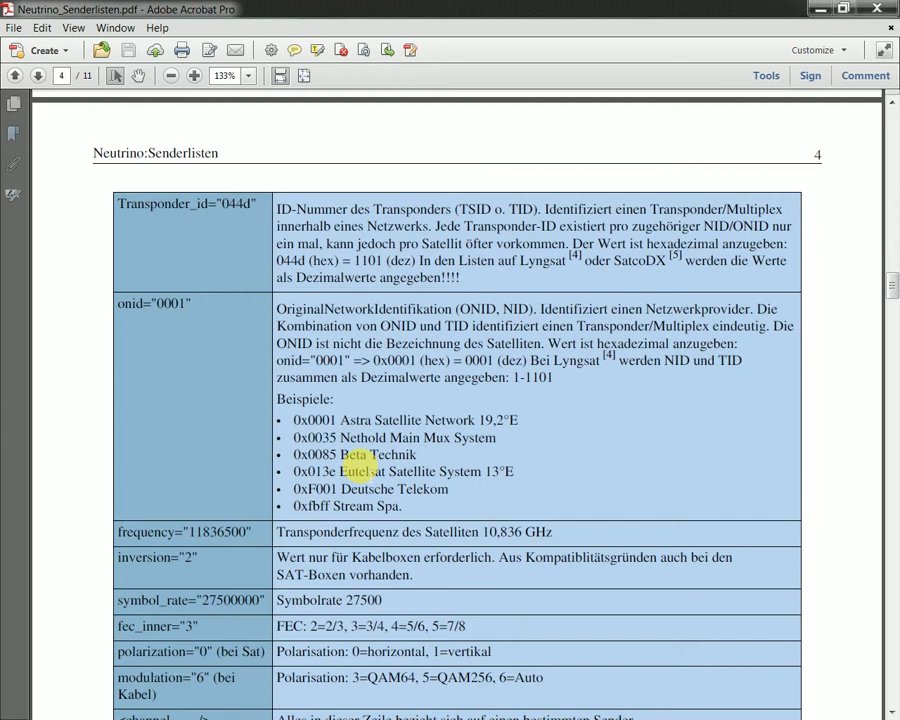 Neutrino_Senderlisten.pdf - Adobe Acrobat Pro
File Edit View Window Help
Create Customize
4 / 11 133% Tools Sign Comment
Neutrino:Senderlisten 4
Transponder_id="044d" ID-Nummer des Transponders (TSID o. TID). Identifiziert einen Transponder/Multiplex
innerhalb eines Netzwerks. Jede Transponder-ID existiert pro zugehöriger NID/ONID nur
ein mal, kann jedoch pro Satellit öfter vorkommen. Der Wert ist hexadezimal anzugeben:
044d (hex) = 1101 (dez) In den Listen auf Lyngsat [4] oder SatcoDX [5] werden die Werte
als Dezimalwerte angegeben!!!!
onid="0001" OriginalNetworkIdentifikation (ONID, NID). Identifiziert einen Netzwerkprovider. Die
Kombination von ONID und TID identifiziert einen Transponder/Multiplex eindeutig. Die
ONID ist nicht die Bezeichnung des Satelliten. Wert ist hexadezimal anzugeben:
onid="0001" => 0x0001 (hex) = 0001 (dez) Bei Lyngsat [4] werden NID und TID
zusammen als Dezimalwerte angegeben: 1-1101
Beispiele:
• 0x0001 Astra Satellite Network 19,2°E
• 0x0035 Nethold Main Mux System
• 0x0085 Beta Technik
• 0x013e Eutelsat Satellite System 13°E
• 0xF001 Deutsche Telekom
• 0xfbff Stream Spa.
frequency="11836500" Transponderfrequenz des Satelliten 10,836 GHz
inversion="2" Wert nur für Kabelboxen erforderlich. Aus Kompatiblitätsgründen auch bei den
SAT-Boxen vorhanden.
symbol_rate="27500000" Symbolrate 27500
fec_inner="3" FEC: 2=2/3, 3=3/4, 4=5/6, 5=7/8
polarization="0" (bei Sat) Polarisation: 0=horizontal, 1=vertikal
modulation="6" (bei Polarisation: 3=QAM64, 5=QAM256, 6=Auto
Kabel)
<channel ... /> Alles in dieser Zeile bezieht sich auf einen bestimmten Sender